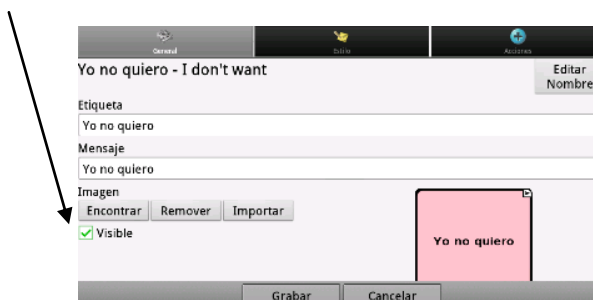 General Estilo Acciones
Yo no quiero - I don't want
Editar
Nombre
Etiqueta
Yo no quiero
Mensaje
Yo no quiero
Imagen
Encontrar Remover Importar
Visible
Yo no quiero
Grabar Cancelar